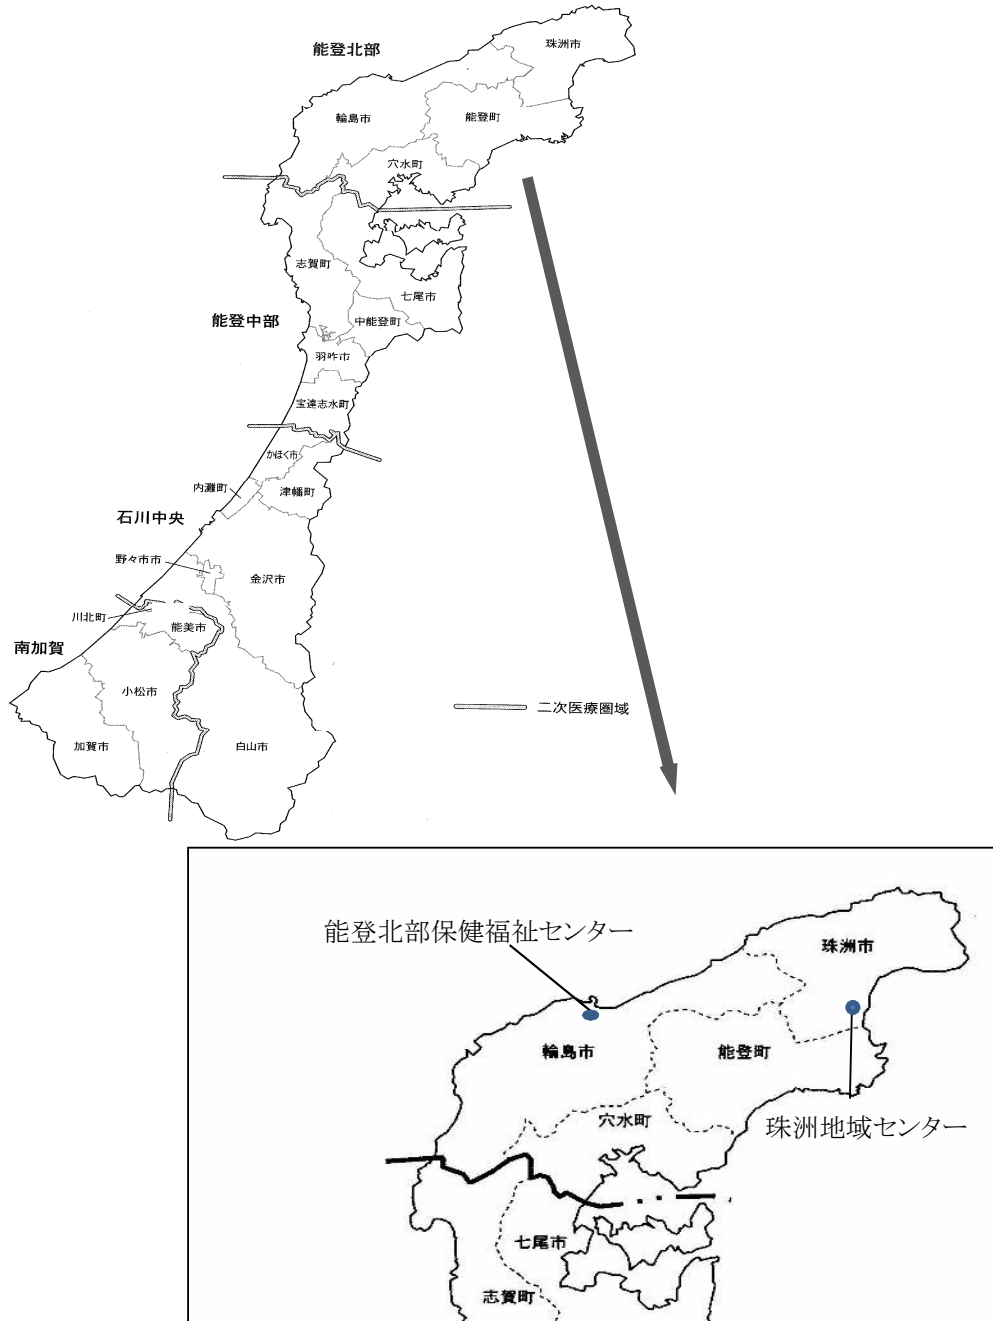 能登北部
珠洲市
輪島市
能登町
穴水町
志賀町
七尾市
能登中部
中能登町
羽咋市
宝達志水町
かほく市
内灘町
津幡町
石川中央
野々市市
金沢市
川北町
能美市
南加賀
小松市
二次医療圏域
加賀市
白山市
能登北部保健福祉センター
珠洲市
輪島市
能登町
穴水町
珠洲地域センター
七尾市
志賀町